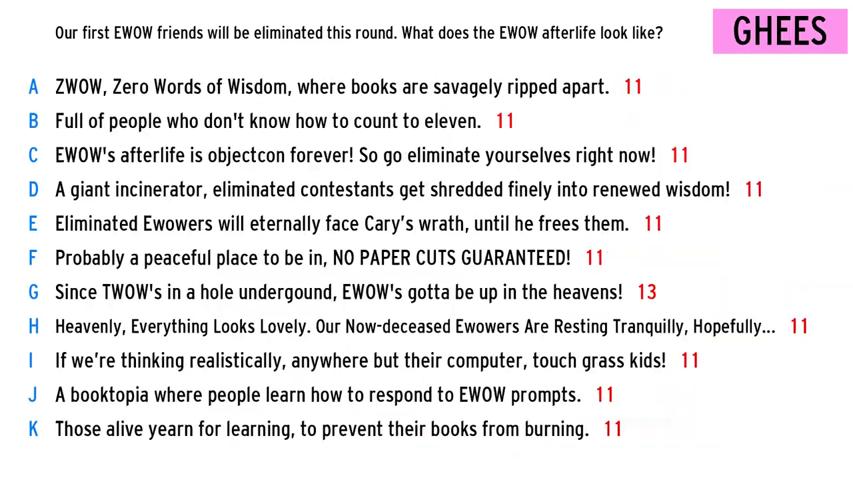 Our first EWOW friends will be eliminated this round. What does the EWOW afterlife look like?
GHEES
A ZWOW, Zero Words of Wisdom, where books are savagely ripped apart. 11
B Full of people who don't know how to count to eleven. 11
C EWOW's afterlife is objectcon forever! So go eliminate yourselves right now! 11
D A giant incinerator, eliminated contestants get shredded finely into renewed wisdom! 11
E Eliminated Ewowers will eternally face Cary's wrath, until he frees them. 11
F Probably a peaceful place to be in, NO PAPER CUTS GUARANTEED! 11
G Since TWOW's in a hole undergound, EWOW's gotta be up in the heavens! 13
H Heavenly, Everything Looks Lovely. Our Now-deceased Ewowers Are Resting Tranquilly, Hopefully... 11
I If we're thinking realistically, anywhere but their computer, touch grass kids! 11
J A booktopia where people learn how to respond to EWOW prompts. 11
K Those alive yearn for learning, to prevent their books from burning. 11